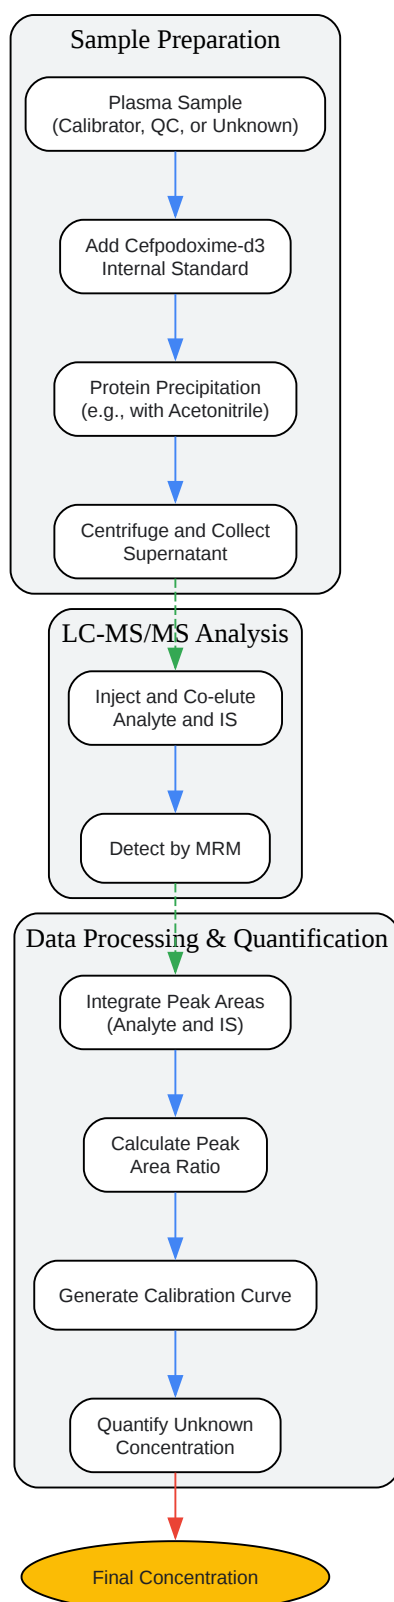 Sample Preparation
Plasma Sample
(Calibrator, QC, or Unknown)
Add Cefpodoxime-d3
Internal Standard
Protein Precipitation
(e.g., with Acetonitrile)
Centrifuge and Collect
Supernatant
LC-MS/MS Analysis
Inject and Co-elute
Analyte and IS
Detect by MRM
Data Processing & Quantification
Integrate Peak Areas
(Analyte and IS)
Calculate Peak
Area Ratio
Generate Calibration Curve
Quantify Unknown
Concentration
Final Concentration